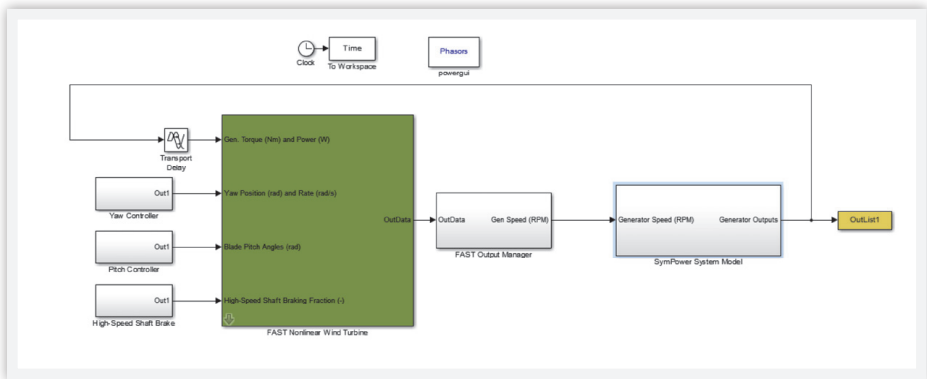 Time
Clock
To Workspace
Phasors
powergui
Gen. Torque (Nm) and Power (W)
Transport
Delay
Out1
Yaw Controller
Yaw Position (rad) and Rate (rad/s)
OutData
OutData
Gen Speed (RPM)
FAST Output Manager
Generator Speed (RPM)
Generator Outputs
SymPower System Model
OutList1
Out1
Pitch Controller
Blade Pitch Angles (rad)
Out1
High-Speed Shaft Brake
High-Speed Shaft Braking Fraction (-)
FAST Nonlinear Wind Turbine